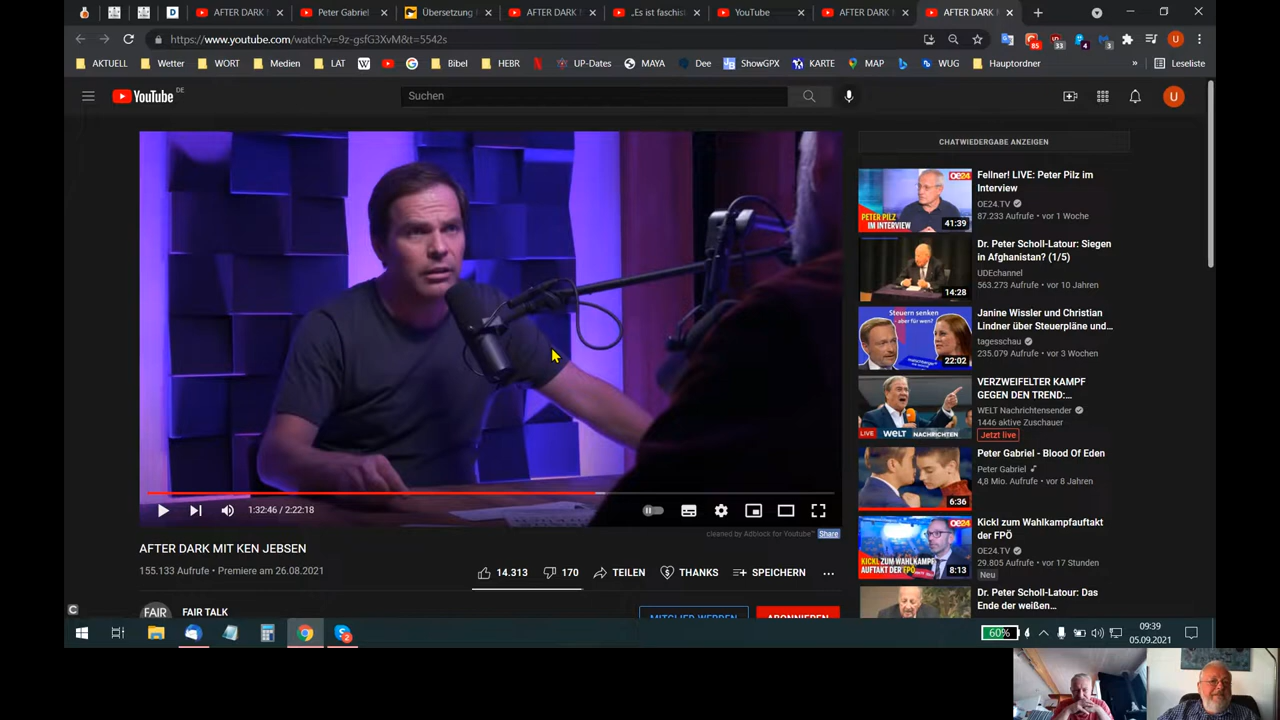 AFTER DARK M
Peter Gabriel
Übersetzung
AFTER DARK
„Es ist faschis
YouTube
AFTER DARK M
AFTER DARK M
https://www.youtube.com/watch?v=9z-gsfG3XvM&t=5542s
AKTUELL
Wetter
WORT
Medien
LAT
Bibel
HEBR
UP-Dates
MAYA
Dee
ShowGPX
KARTE
MAP
WUG
Hauptordner
»
Leseliste
YouTube DE
Suchen
U
CHATWIEDERGABE ANZEIGEN
PETER PILZ
IM INTERVIEW
OE24
41:39
Fellner! LIVE: Peter Pilz im
Interview
OE24.TV
87.233 Aufrufe • vor 1 Woche
14:28
Dr. Peter Scholl-Latour: Siegen
in Afghanistan? (1/5)
UDEchannel
563.273 Aufrufe • vor 10 Jahren
Steuern senken
- aber für wen?
22:02
Janine Wissler und Christian
Lindner über Steuerpläne und...
tagesschau
235.079 Aufrufe • vor 3 Wochen
LIVE welt NACHRICHTEN
VERZWEIFELTER KAMPF
GEGEN DEN TREND:...
WELT Nachrichtensender
1446 aktive Zuschauer
Jetzt live
6:36
Peter Gabriel - Blood Of Eden
Peter Gabriel
4,8 Mio. Aufrufe • vor 8 Jahren
OE24
KICKL ZUM WAHLKAMPF
AUFTAKT DER FPÖ
8:13
Kickl zum Wahlkampfauftakt
der FPÖ
OE24.TV
29.805 Aufrufe • vor 17 Stunden
Neu
Dr. Peter Scholl-Latour: Das
Ende der weißen...
/ 2:22:18
cleaned by Adblock for Youtube™ Share
AFTER DARK MIT KEN JEBSEN
155.133 Aufrufe • Premiere am 26.08.2021
14.313
170
TEILEN
THANKS
SPEICHERN
FAIR
FAIR TALK
MITGLIED WERDEN
ABONNIEREN
60%
09:39
05.09.2021